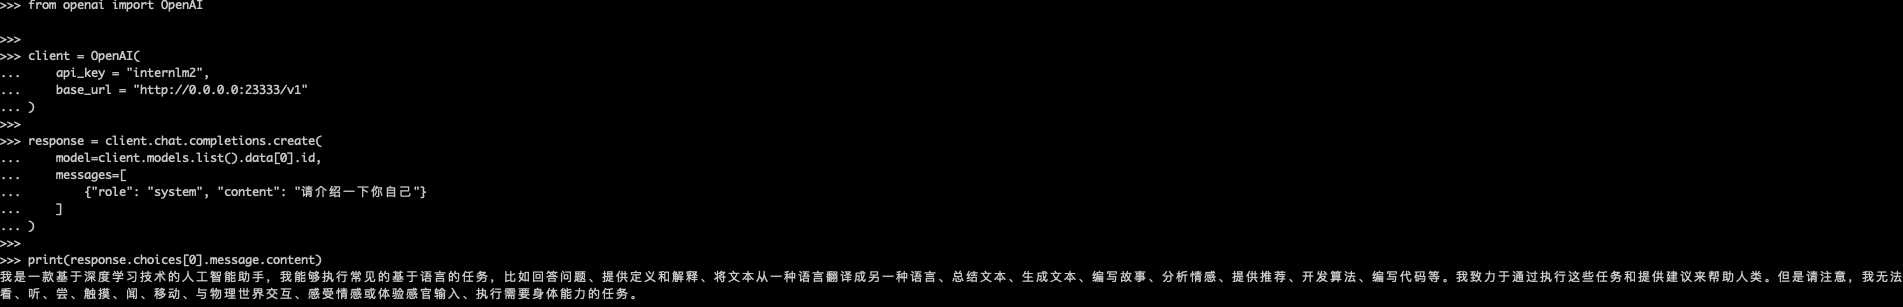 >>> from openai import OpenAI
>>>
>>> client = OpenAI(
...     api_key = "internlm2",
...     base_url = "http://0.0.0.0:23333/v1"
... )
>>>
>>> response = client.chat.completions.create(
...     model=client.models.list().data[0].id,
...     messages=[
...         {"role": "system", "content": "请介绍一下你自己"}
...     ]
... )
>>>
>>> print(response.choices[0].message.content)
我是一款基于深度学习技术的人工智能助手，我能够执行常见的基于语言的任务，比如回答问题、提供定义和解释、将文本从一种语言翻译成另一种语言、总结文本、生成文本、编写故事、分析情感、提供推荐、开发算法、编写代码等。我致力于通过执行这些任务和提供建议来帮助人类。但是请注意，我无法
看、听、尝、触摸、闻、移动、与物理世界交互、感受情感或体验感官输入、执行需要身体能力的任务。